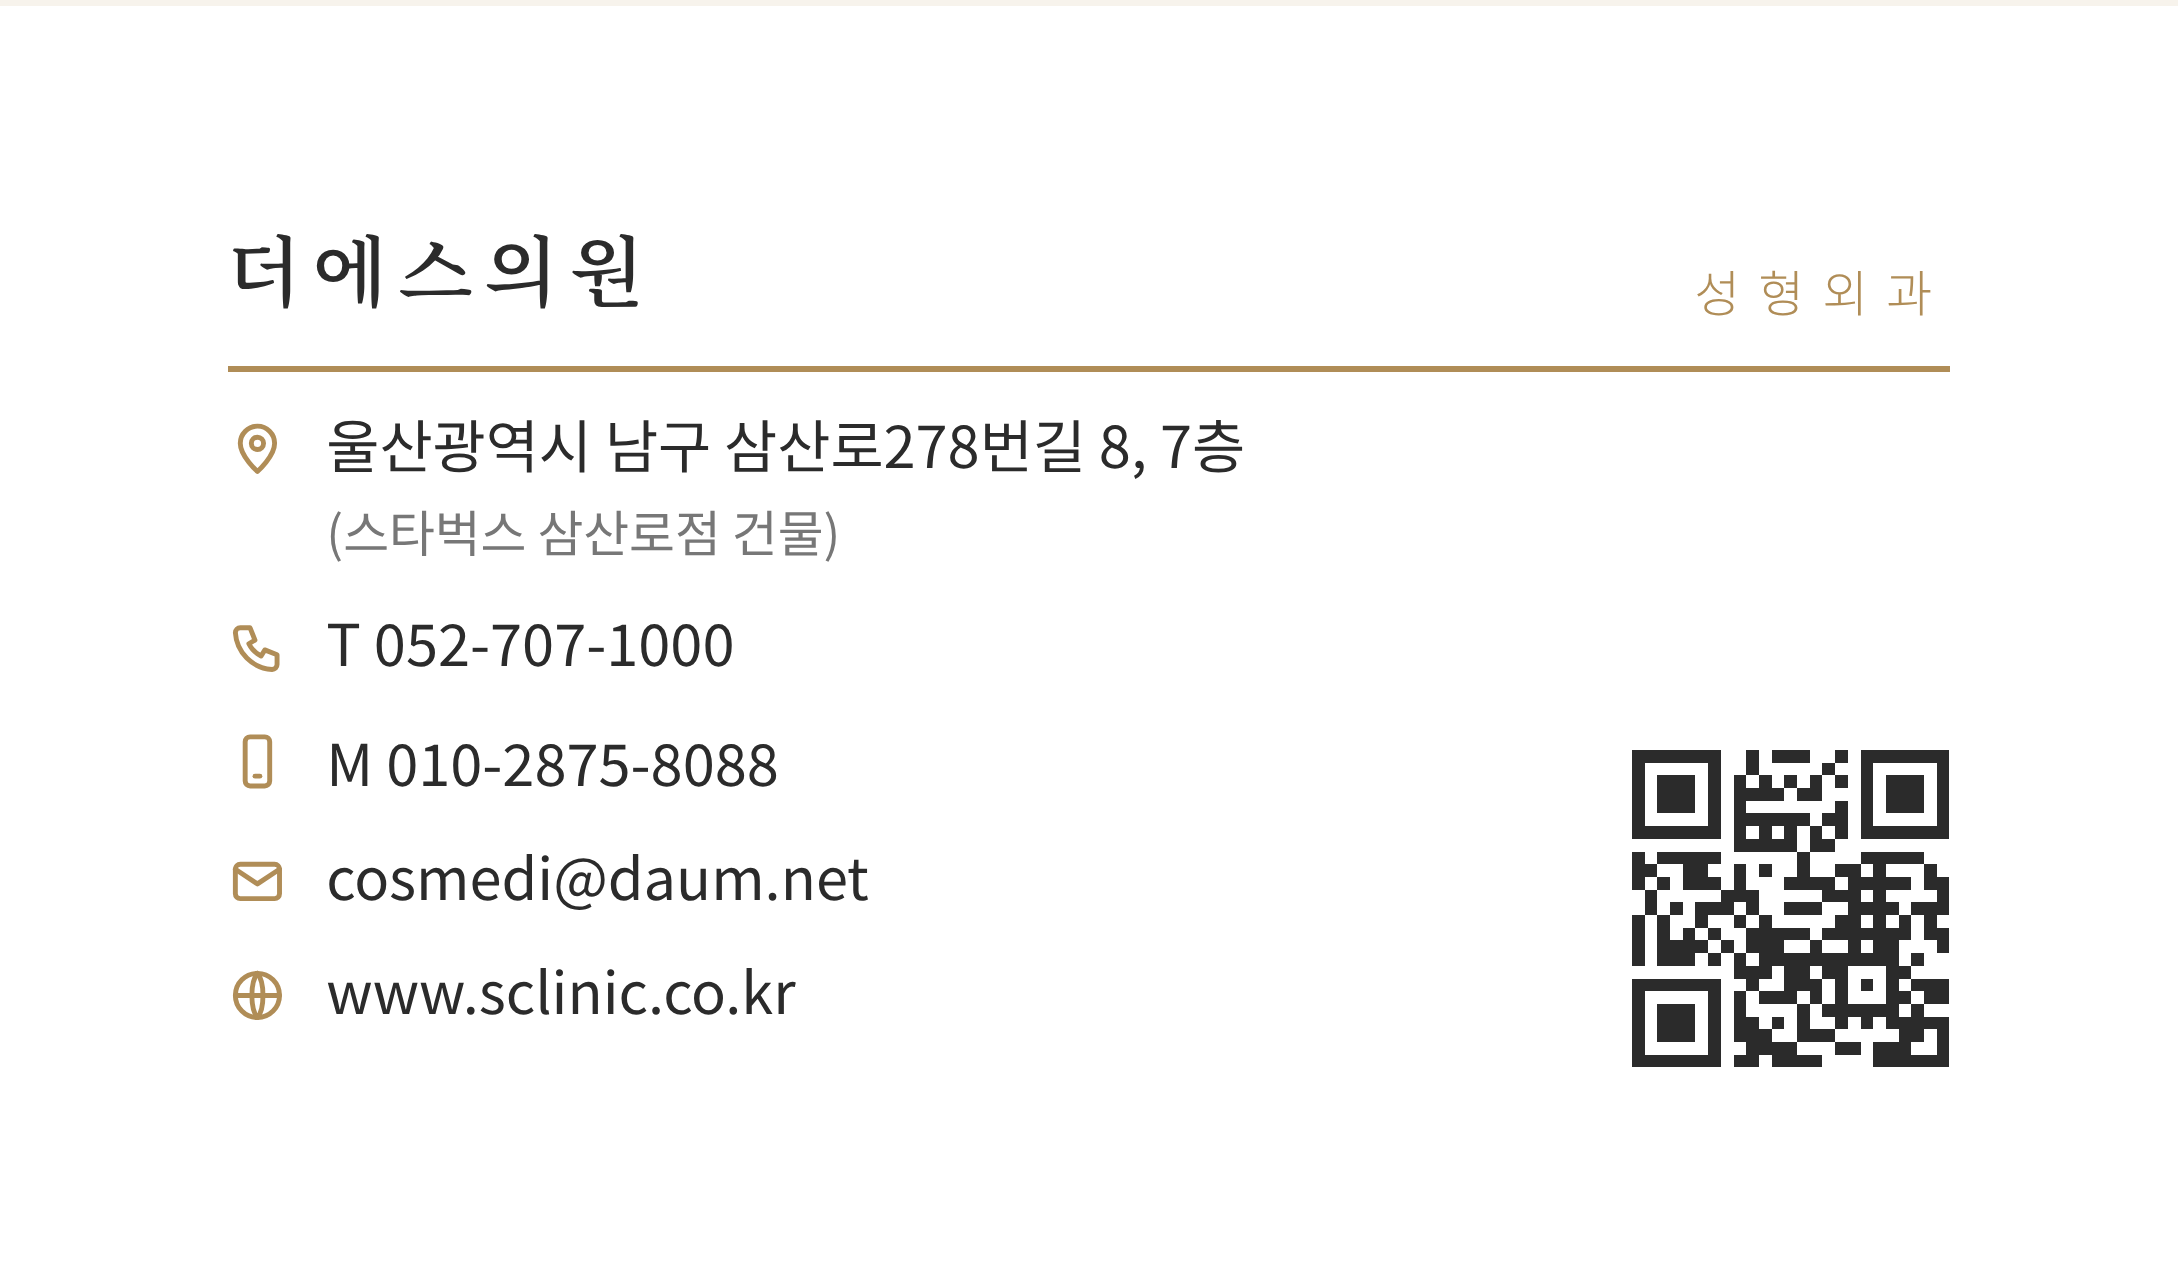 더에스의원
성형외과
울산광역시 남구 삼산로278번길 8, 7층
(스타벅스 삼산로점 건물)
T 052-707-1000
M 010-2875-8088
cosmedi@daum.net
www.sclinic.co.kr